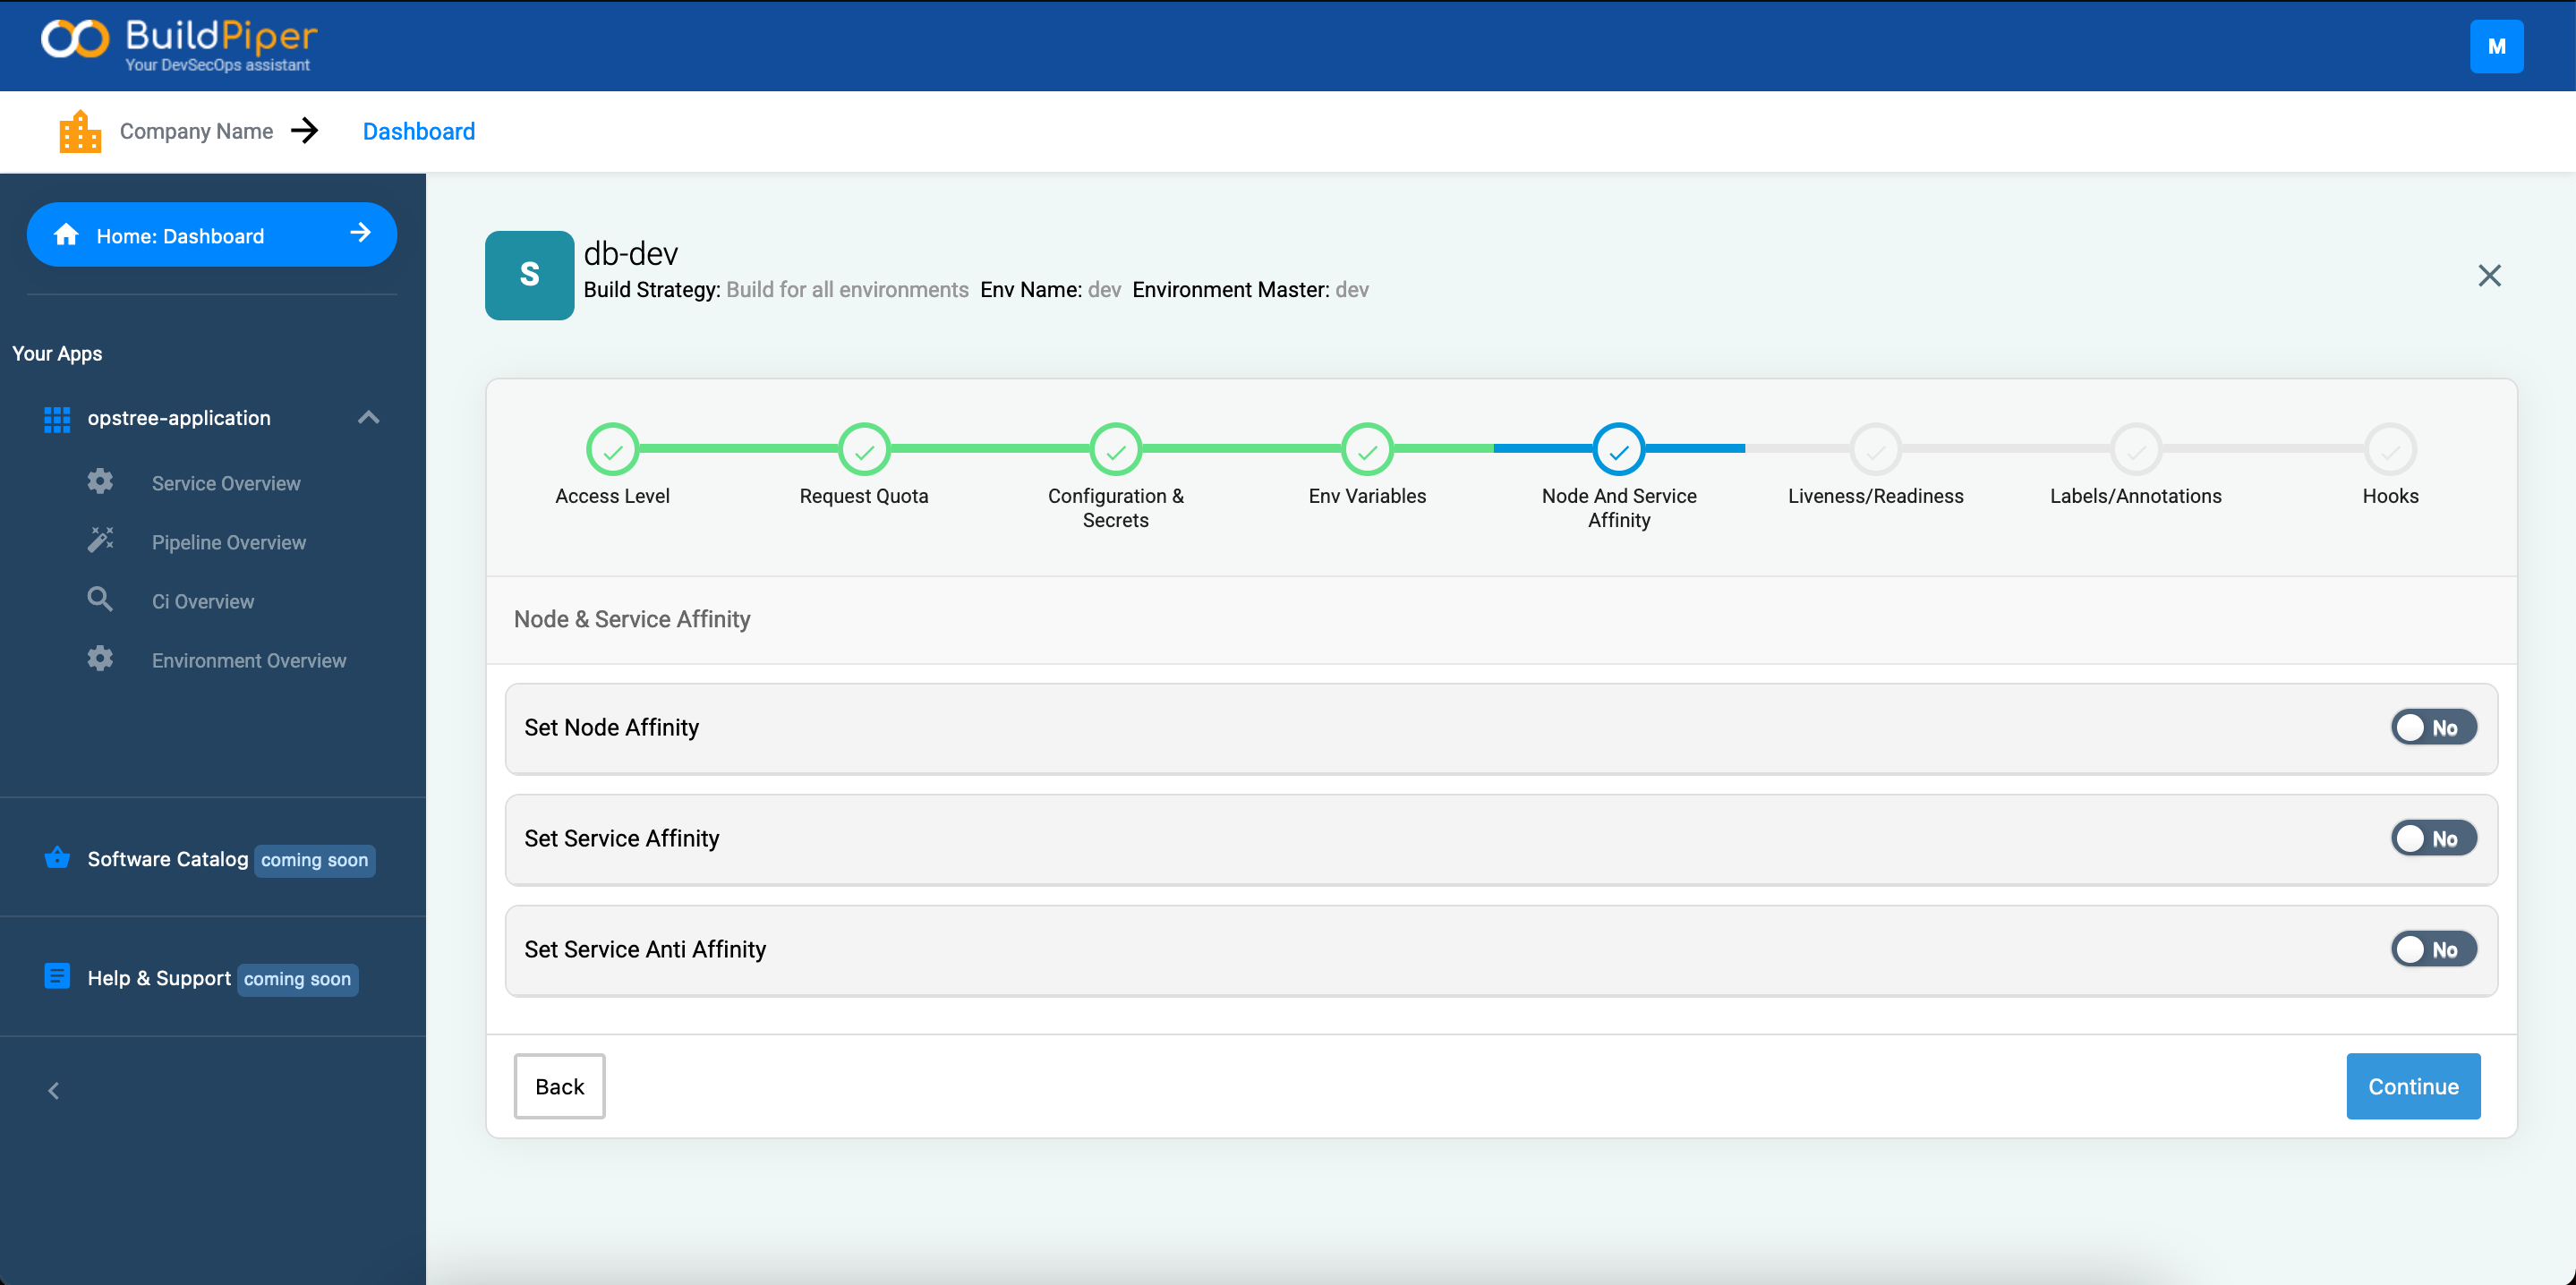 BuildPiper
Your DevSecOps assistant
M
Company Name
Dashboard
Home: Dashboard
Your Apps
opstree-application
Service Overview
Pipeline Overview
Ci Overview
Environment Overview
Software Catalog coming soon
Help & Support coming soon
S
db-dev
Build Strategy: Build for all environments Env Name: dev Environment Master: dev
Access Level
Request Quota
Configuration &
Secrets
Env Variables
Node And Service
Affinity
Liveness/Readiness
Labels/Annotations
Hooks
Node & Service Affinity
Set Node Affinity
No
Set Service Affinity
No
Set Service Anti Affinity
No
Back
Continue